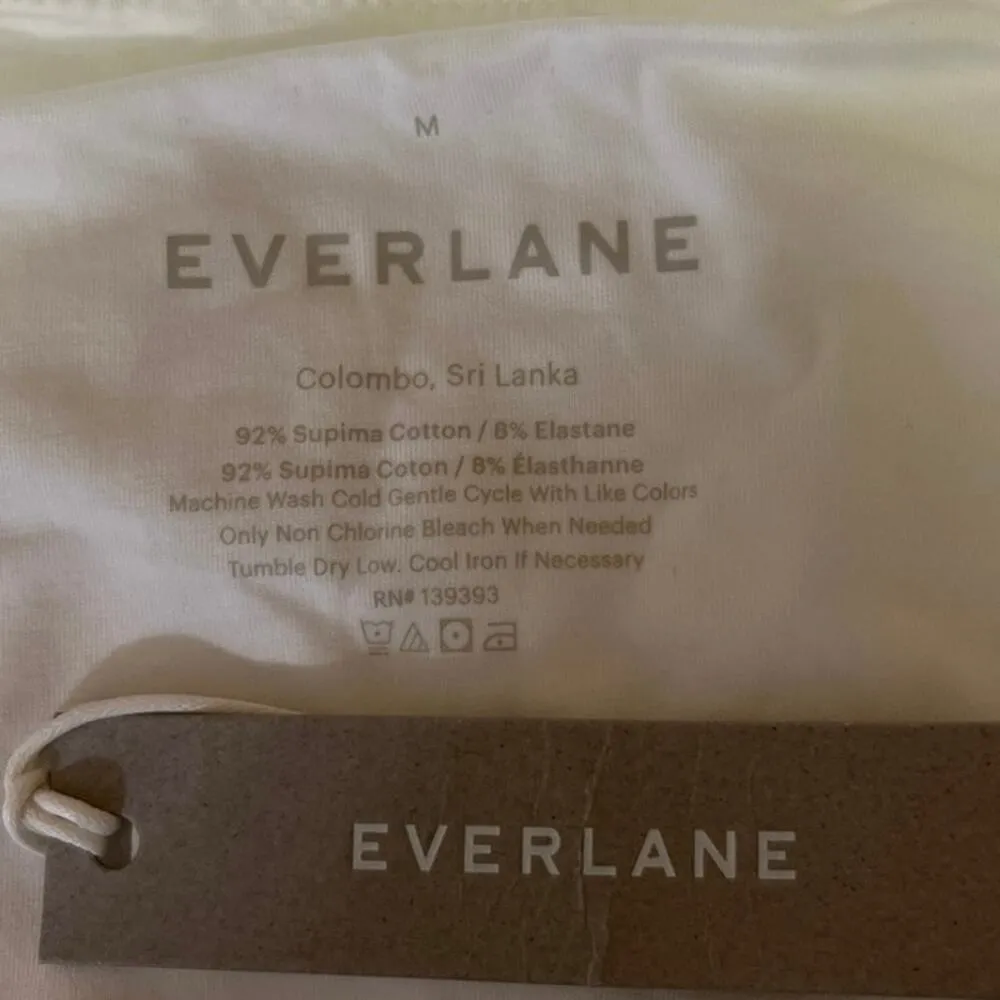 M
EVERLANE
Colombo, Sri Lanka
92% Supima Cotton / 8% Elastane
92% Supima Coton / 8% Élasthanne
Machine Wash Cold Gentle Cycle With Like Colors
Only Non Chlorine Bleach When Needed
Tumble Dry Low. Cool Iron If Necessary
RN# 139393
EVERLANE